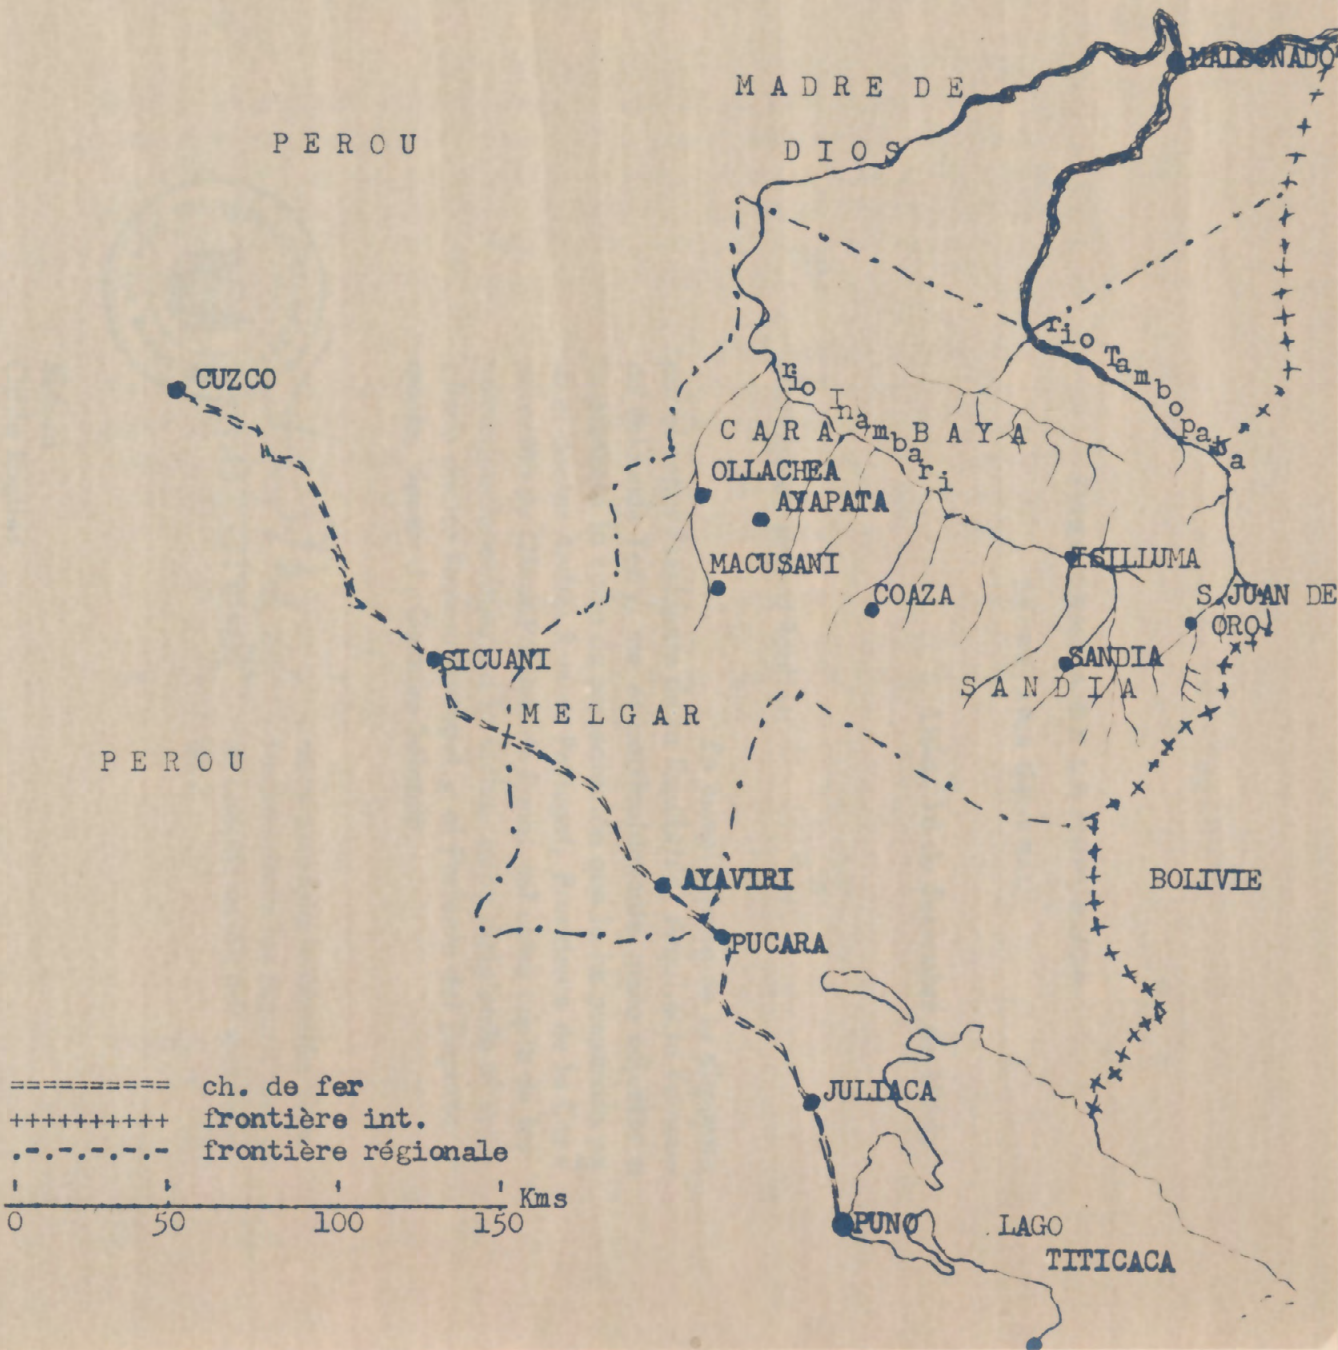 MALDONADO
MADRE DE
DIOS
PEROU
rio Tambopata
CUZCO
rio Inambari
CARABAYA
OLLACHEA
AYAPATA
MACUSANI
ISILLUMA
COAZA
S.JUAN DE
ORO
SICUANI
SANDIA
SANDIA
MELGAR
PEROU
AYAVIRI
BOLIVIE
PUCARA
========== ch. de fer
++++++++++ frontière int.
.-.-.-.-.- frontière régionale
JULIACA
Kms
0 50 100 150
PUNO
LAGO
TITICACA